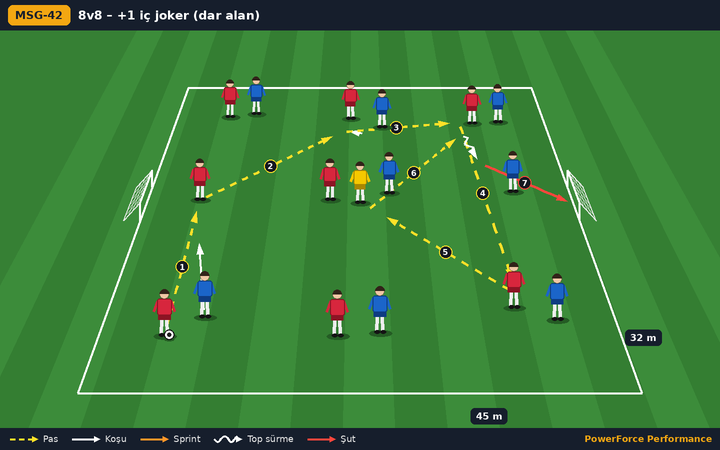 MSG-42 8v8 – +1 iç joker (dar alan)
3
2
6
7
4
5
1
32 m
45 m
Pas Koşu Sprint Top sürme Şut PowerForce Performance